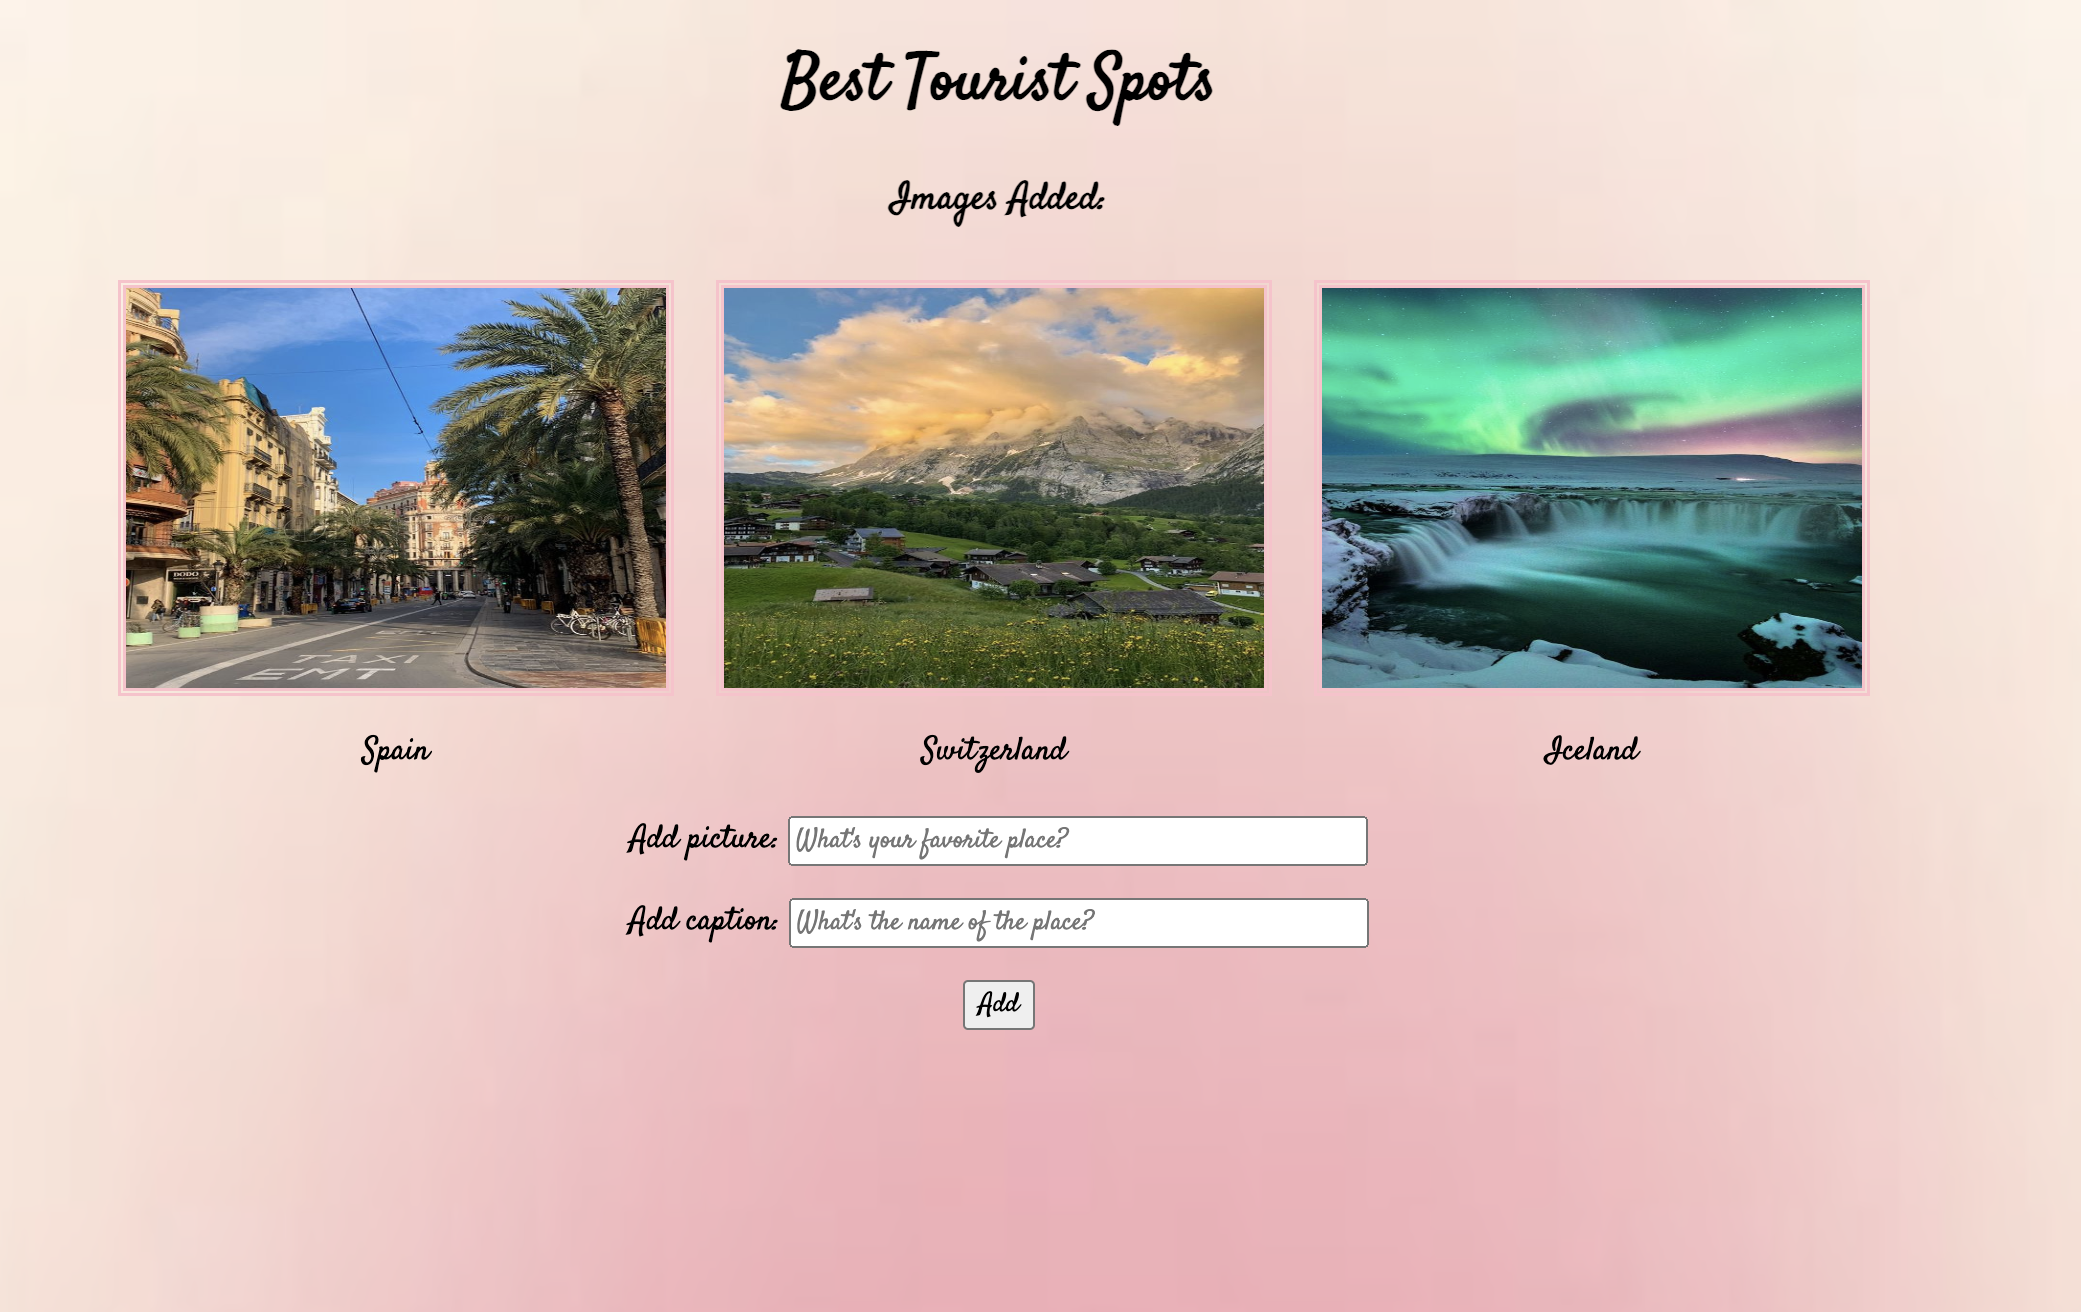 Best Tourist Spots
Images Added:
DODO
TAXI
EMT
Spain
Switzerland
Iceland
Add picture: What's your favorite place?
Add caption: What's the name of the place?
Add